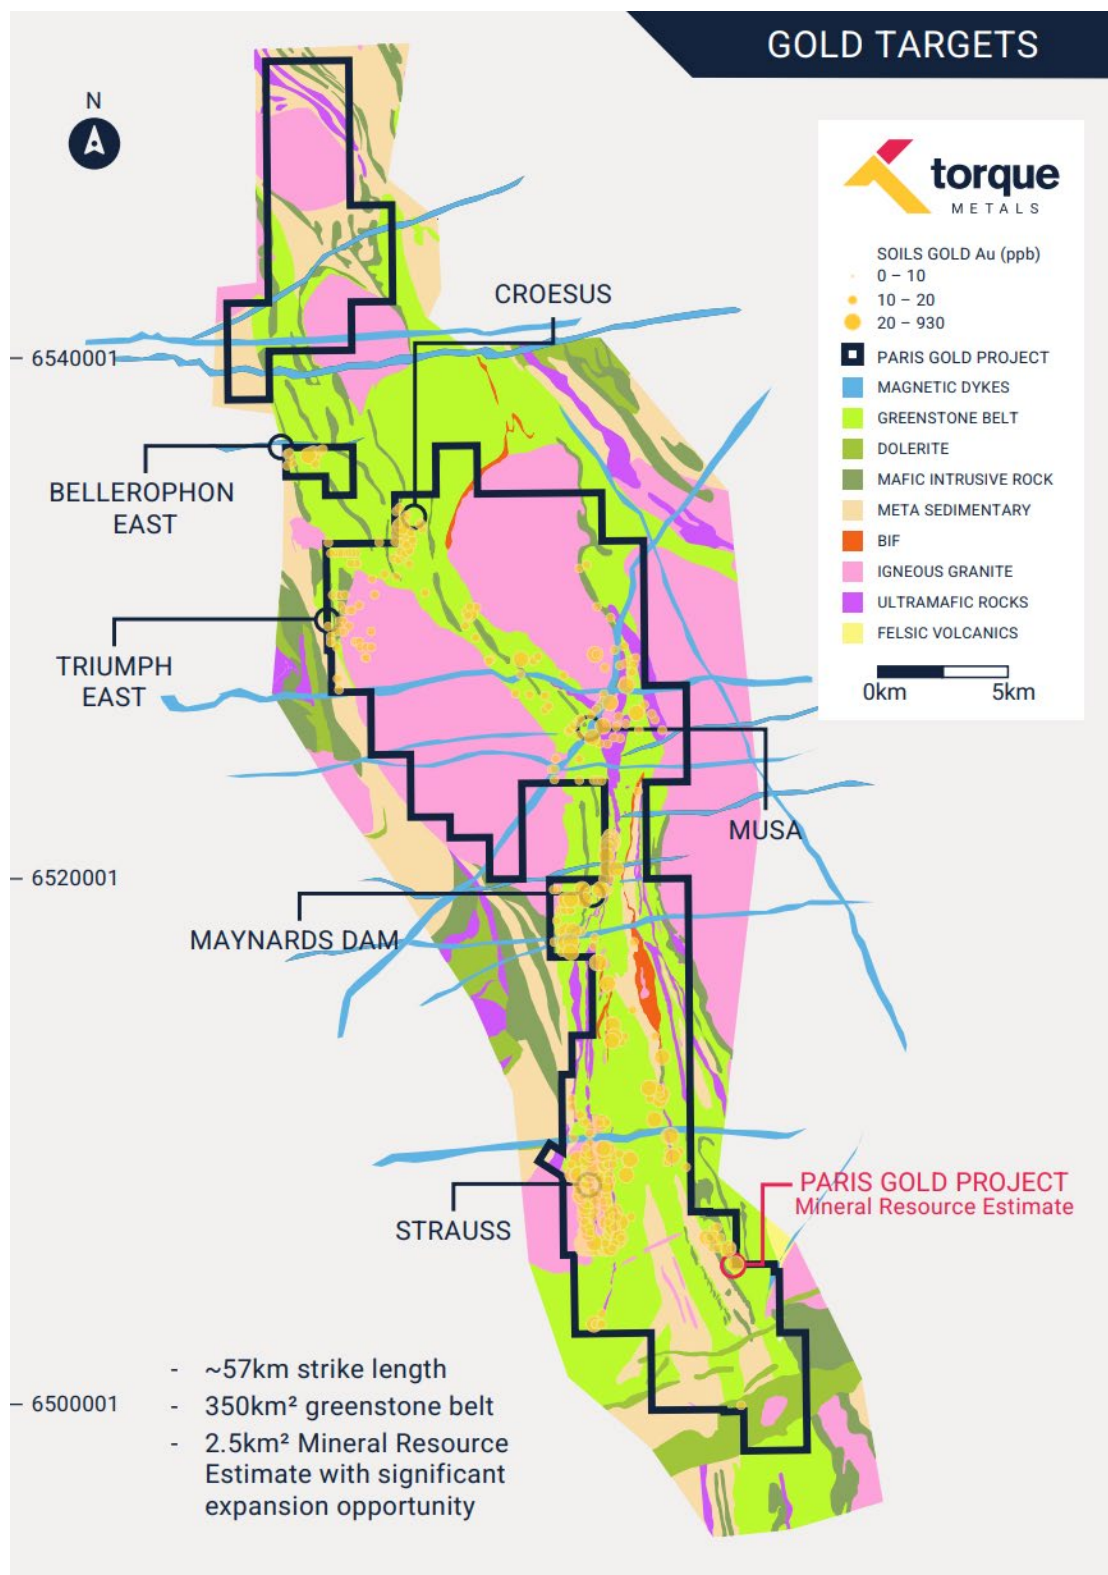 GOLD TARGETS
N
torque
METALS
SOILS GOLD Au (ppb)
0 – 10
10 – 20
20 – 930
PARIS GOLD PROJECT
MAGNETIC DYKES
GREENSTONE BELT
DOLERITE
MAFIC INTRUSIVE ROCK
META SEDIMENTARY
BIF
IGNEOUS GRANITE
ULTRAMAFIC ROCKS
FELSIC VOLCANICS
0km 5km
CROESUS
6540001
BELLEROPHON
EAST
TRIUMPH
EAST
MUSA
6520001
MAYNARDS DAM
PARIS GOLD PROJECT
Mineral Resource Estimate
STRAUSS
- ~57km strike length
6500001
- 350km² greenstone belt
- 2.5km² Mineral Resource
Estimate with significant
expansion opportunity